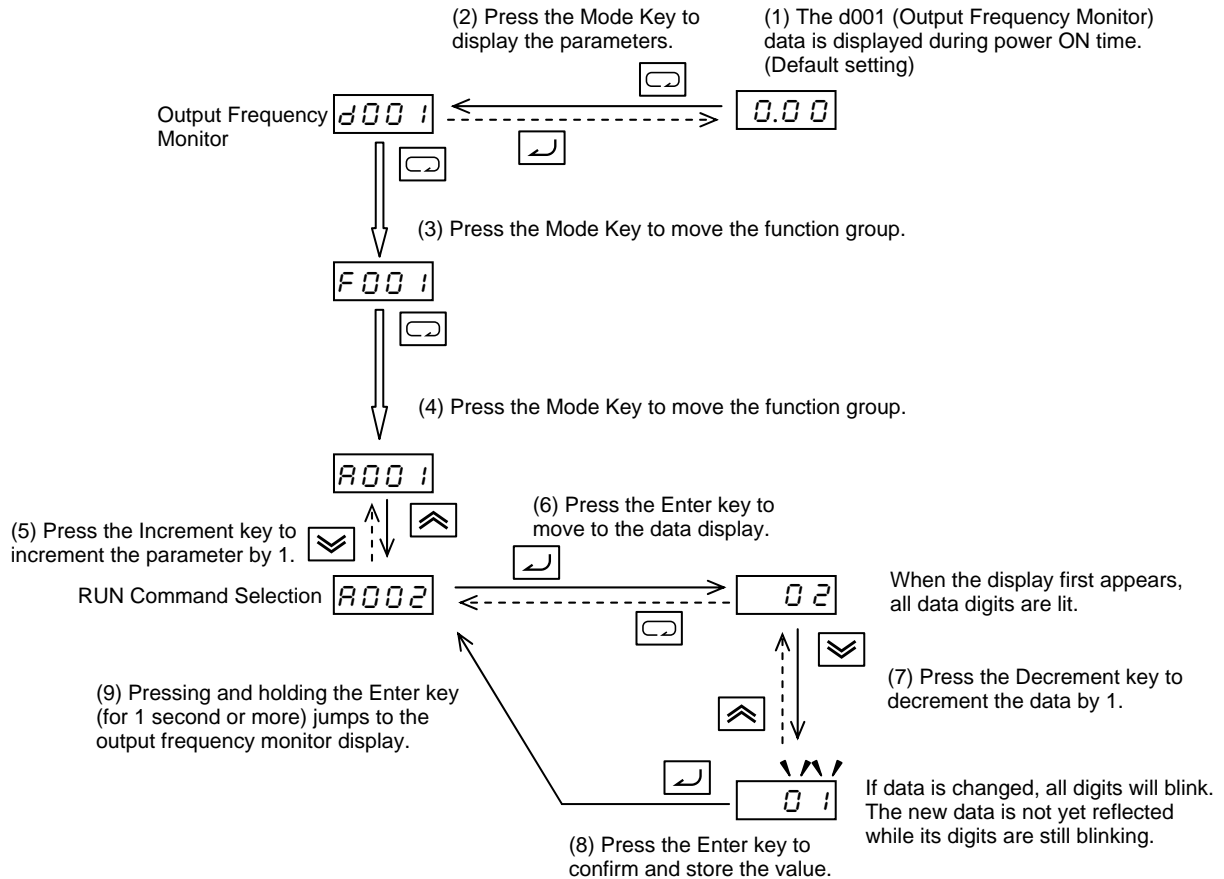 (2) Press the Mode Key to
display the parameters.
(1) The d001 (Output Frequency Monitor)
data is displayed during power ON time.
(Default setting)
Output Frequency
Monitor
d001
0.00
(3) Press the Mode Key to move the function group.
F001
(4) Press the Mode Key to move the function group.
A001
(5) Press the Increment key to
increment the parameter by 1.
(6) Press the Enter key to
move to the data display.
RUN Command Selection
A002
02
When the display first appears,
all data digits are lit.
(7) Press the Decrement key to
decrement the data by 1.
(9) Pressing and holding the Enter key
(for 1 second or more) jumps to the
output frequency monitor display.
01
If data is changed, all digits will blink.
The new data is not yet reflected
while its digits are still blinking.
(8) Press the Enter key to
confirm and store the value.